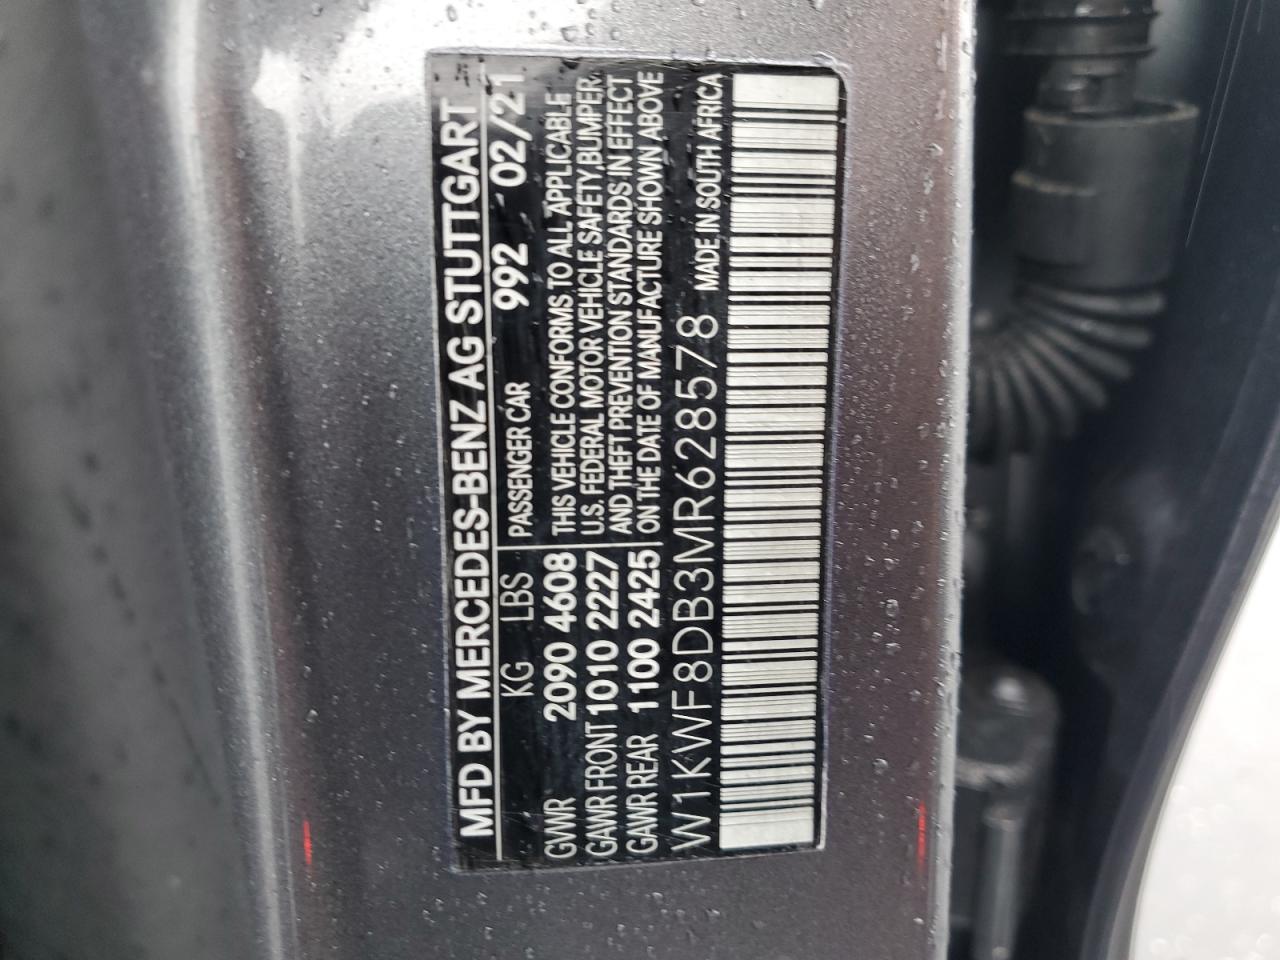 MFD BY MERCEDES-BENZ AG STUTTGART
KG LBS PASSENGER CAR 992 02/21
GVWR 2090 4608 THIS VEHICLE CONFORMS TO ALL APPLICABLE
GAWR FRONT 1010 2227 U.S. FEDERAL MOTOR VEHICLE SAFETY, BUMPER,
GAWR REAR 1100 2425 AND THEFT PREVENTION STANDARDS IN EFFECT
ON THE DATE OF MANUFACTURE SHOWN ABOVE
W1KWF8DB3MR628578 MADE IN SOUTH AFRICA